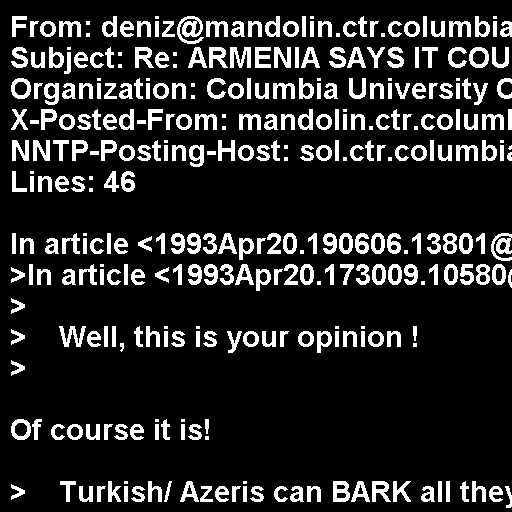 From: deniz@mandolin.ctr.columbia
Subject: Re: ARMENIA SAYS IT COU
Organization: Columbia University C
X-Posted-From: mandolin.ctr.columb
NNTP-Posting-Host: sol.ctr.columbia
Lines: 46

In article <1993Apr20.190606.13801@
>In article <1993Apr20.173009.10580@
>
>    Well, this is your opinion !
>

Of course it is!

>    Turkish/ Azeris can BARK all they